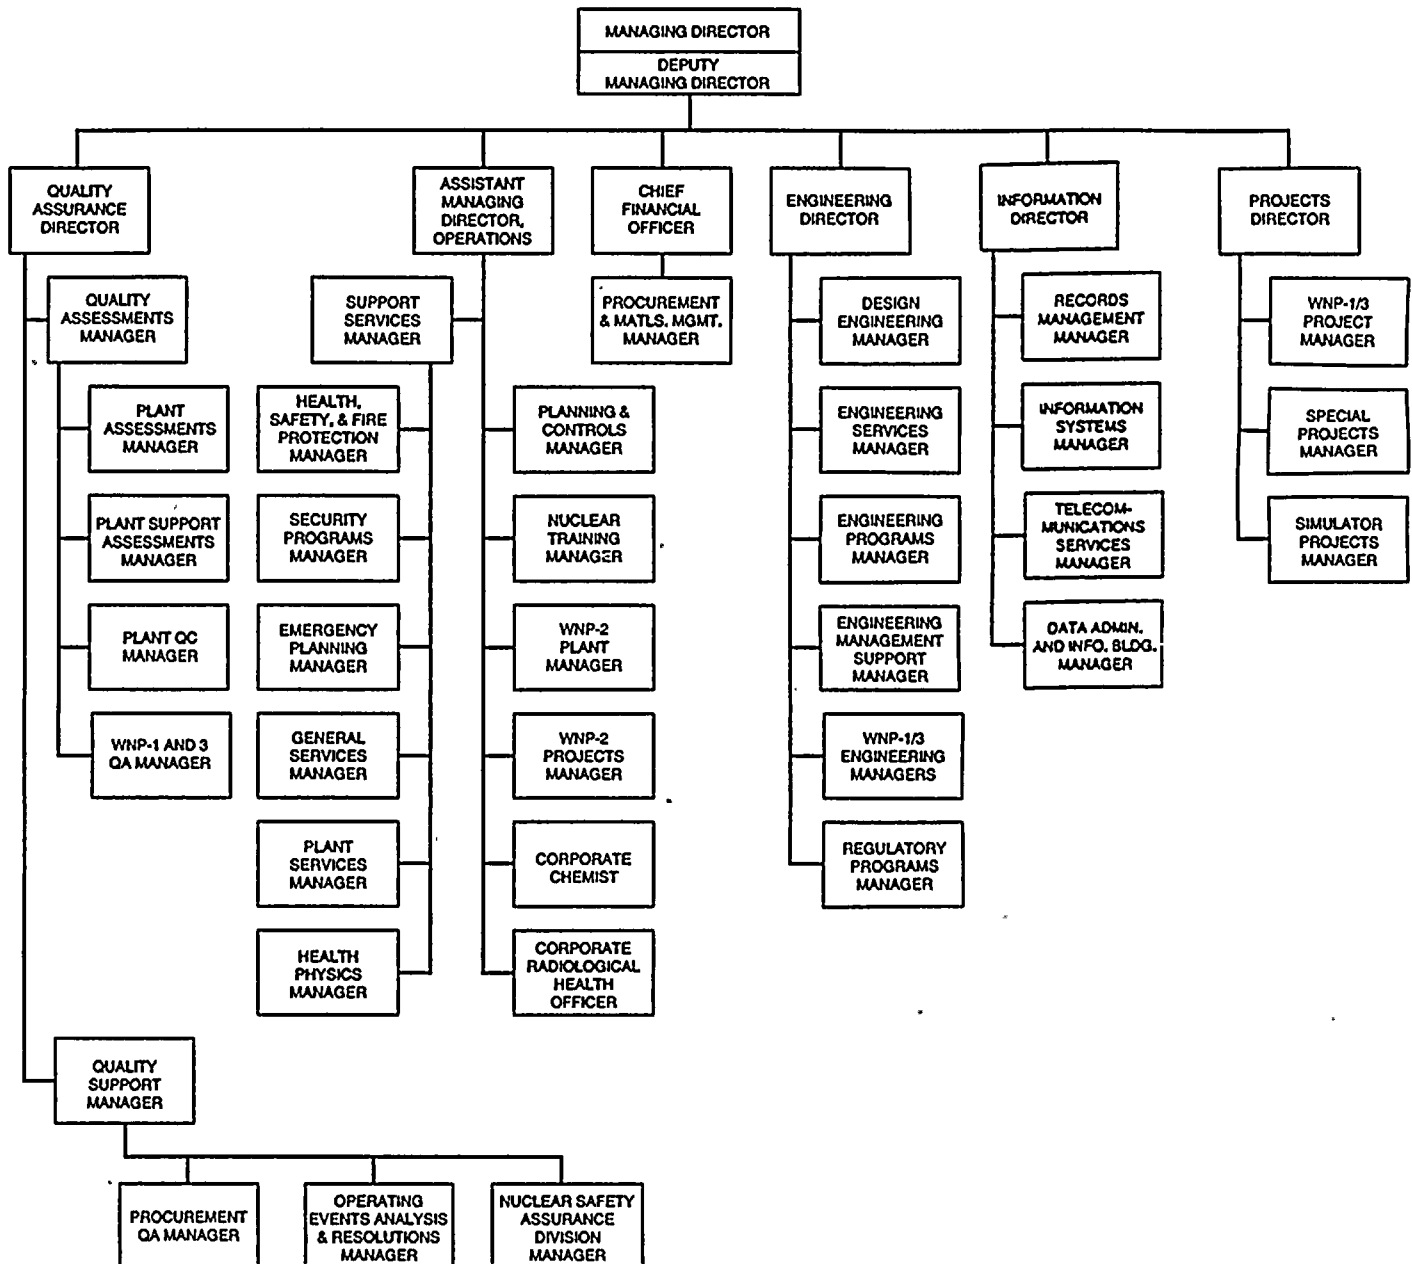 MANAGING DIRECTOR
DEPUTY
MANAGING DIRECTOR
QUALITY
ASSURANCE
DIRECTOR
ASSISTANT
MANAGING
DIRECTOR,
OPERATIONS
CHIEF
FINANCIAL
OFFICER
ENGINEERING
DIRECTOR
INFORMATION
DIRECTOR
PROJECTS
DIRECTOR
QUALITY
ASSESSMENTS
MANAGER
SUPPORT
SERVICES
MANAGER
PROCUREMENT
& MATLS. MGMT.
MANAGER
DESIGN
ENGINEERING
MANAGER
RECORDS
MANAGEMENT
MANAGER
WNP-1/3
PROJECT
MANAGER
PLANT
ASSESSMENTS
MANAGER
HEALTH,
SAFETY, & FIRE
PROTECTION
MANAGER
PLANNING &
CONTROLS
MANAGER
ENGINEERING
SERVICES
MANAGER
INFORMATION
SYSTEMS
MANAGER
SPECIAL
PROJECTS
MANAGER
PLANT SUPPORT
ASSESSMENTS
MANAGER
SECURITY
PROGRAMS
MANAGER
NUCLEAR
TRAINING
MANAGER
ENGINEERING
PROGRAMS
MANAGER
TELECOM-
MUNICATIONS
SERVICES
MANAGER
SIMULATOR
PROJECTS
MANAGER
PLANT QC
MANAGER
EMERGENCY
PLANNING
MANAGER
WNP-2
PLANT
MANAGER
ENGINEERING
MANAGEMENT
SUPPORT
MANAGER
DATA ADMIN.
AND INFO. BLDG.
MANAGER
WNP-1 AND 3
QA MANAGER
GENERAL
SERVICES
MANAGER
WNP-2
PROJECTS
MANAGER
WNP-1/3
ENGINEERING
MANAGERS
PLANT
SERVICES
MANAGER
CORPORATE
CHEMIST
REGULATORY
PROGRAMS
MANAGER
HEALTH
PHYSICS
MANAGER
CORPORATE
RADIOLOGICAL
HEALTH
OFFICER
QUALITY
SUPPORT
MANAGER
PROCUREMENT
QA MANAGER
OPERATING
EVENTS ANALYSIS
& RESOLUTIONS
MANAGER
NUCLEAR SAFETY
ASSURANCE
DIVISION
MANAGER